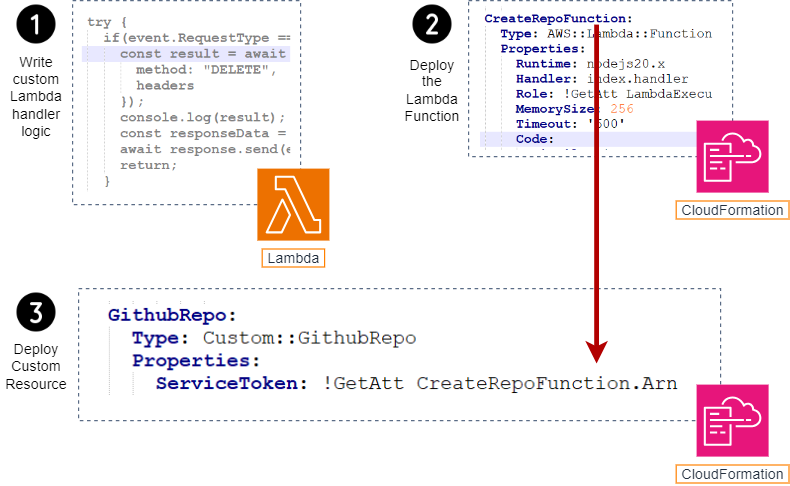 1
Write
custom
Lambda
handler
logic
try {
if(event.RequestType ==
const result = await
method: "DELETE",
headers
});
console.log(result);
const responseData =
await response.send(e
return;
}
Lambda
2
Deploy
the
Lambda
Function
CreateRepoFunction:
Type: AWS::Lambda::Function
Properties:
Runtime: nodejs20.x
Handler: index.handler
Role: !GetAtt LambdaExecu
MemorySize: 256
Timeout:
Code:
CloudFormation
3
Deploy
Custom
Resource
GithubRepo:
Type: Custom::GithubRepo
Properties:
ServiceToken: !GetAtt CreateRepoFunction.Arn
CloudFormation